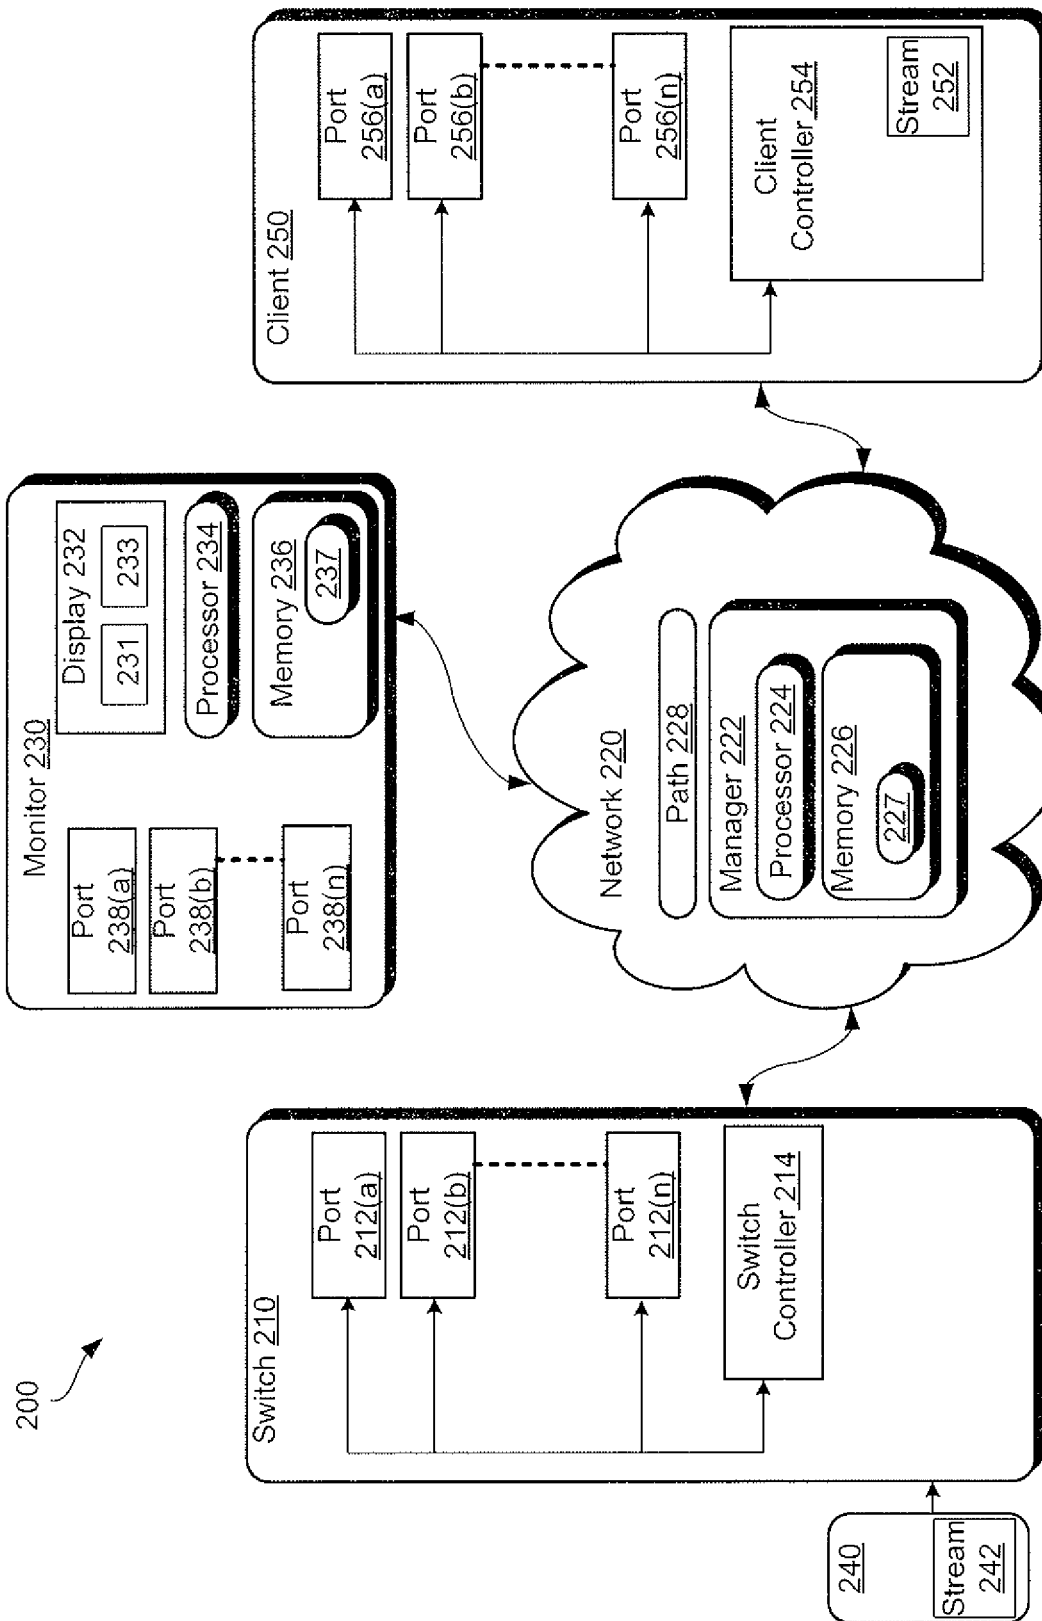 200
Switch 210
Port
212(a)
Port
212(b)
Port
212(n)
Switch
Controller 214
240
Stream
242
Monitor 230
Port
238(a)
Port
238(b)
Port
238(n)
Display 232
231
233
Processor 234
Memory 236
237
Network 220
Path 228
Manager 222
Processor 224
Memory 226
227
Client 250
Port
256(a)
Port
256(b)
Port
256(n)
Client
Controller 254
Stream
252